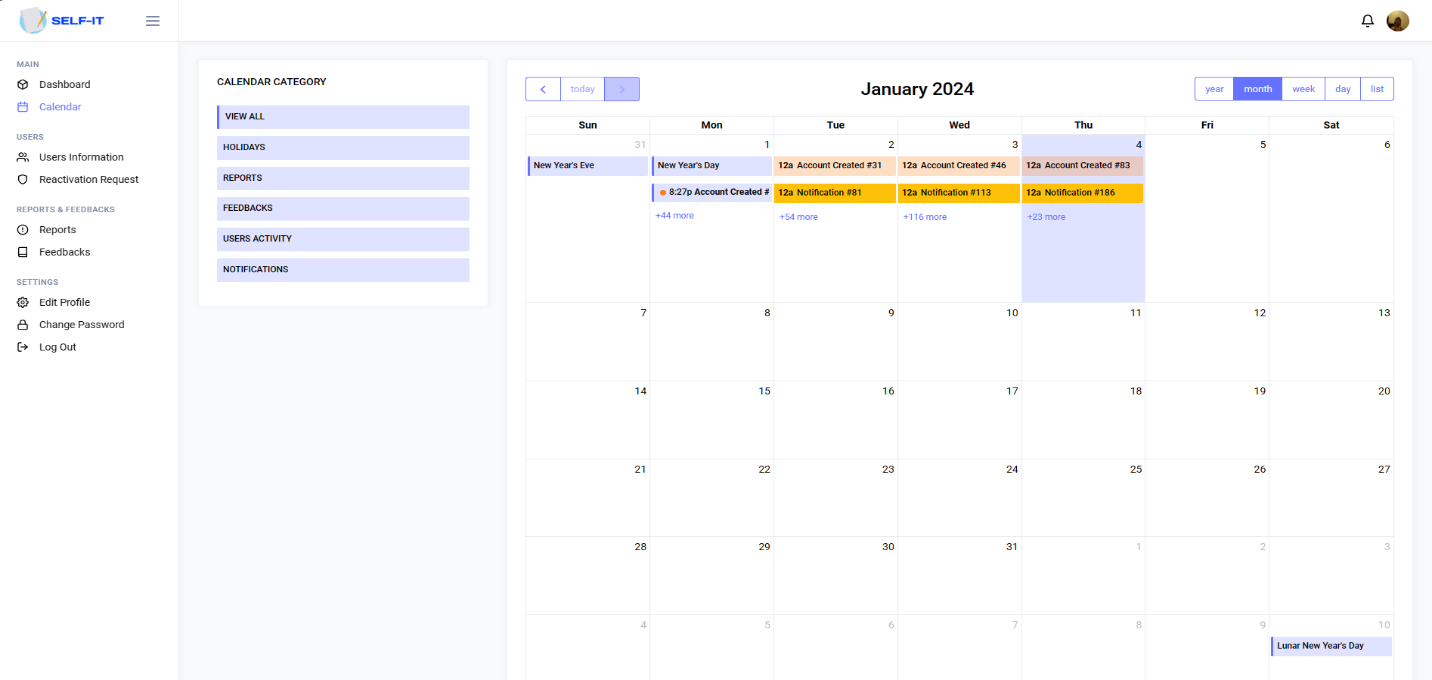 SELF-IT
MAIN
Dashboard
Calendar
USERS
Users Information
Reactivation Request
REPORTS & FEEDBACKS
Reports
Feedbacks
SETTINGS
Edit Profile
Change Password
Log Out
CALENDAR CATEGORY
VIEW ALL
HOLIDAYS
REPORTS
FEEDBACKS
USERS ACTIVITY
NOTIFICATIONS
today
January 2024
year month week day list
Sun Mon Tue Wed Thu Fri Sat
31 1 2 3 4 5 6
New Year's Eve New Year's Day 12a Account Created #31 12a Account Created #46 12a Account Created #83
8:27p Account Created # 12a Notification #81 12a Notification #113 12a Notification #186
+44 more +54 more +116 more +23 more
7 8 9 10 11 12 13
14 15 16 17 18 19 20
21 22 23 24 25 26 27
28 29 30 31 1 2 3
4 5 6 7 8 9 10
Lunar New Year's Day